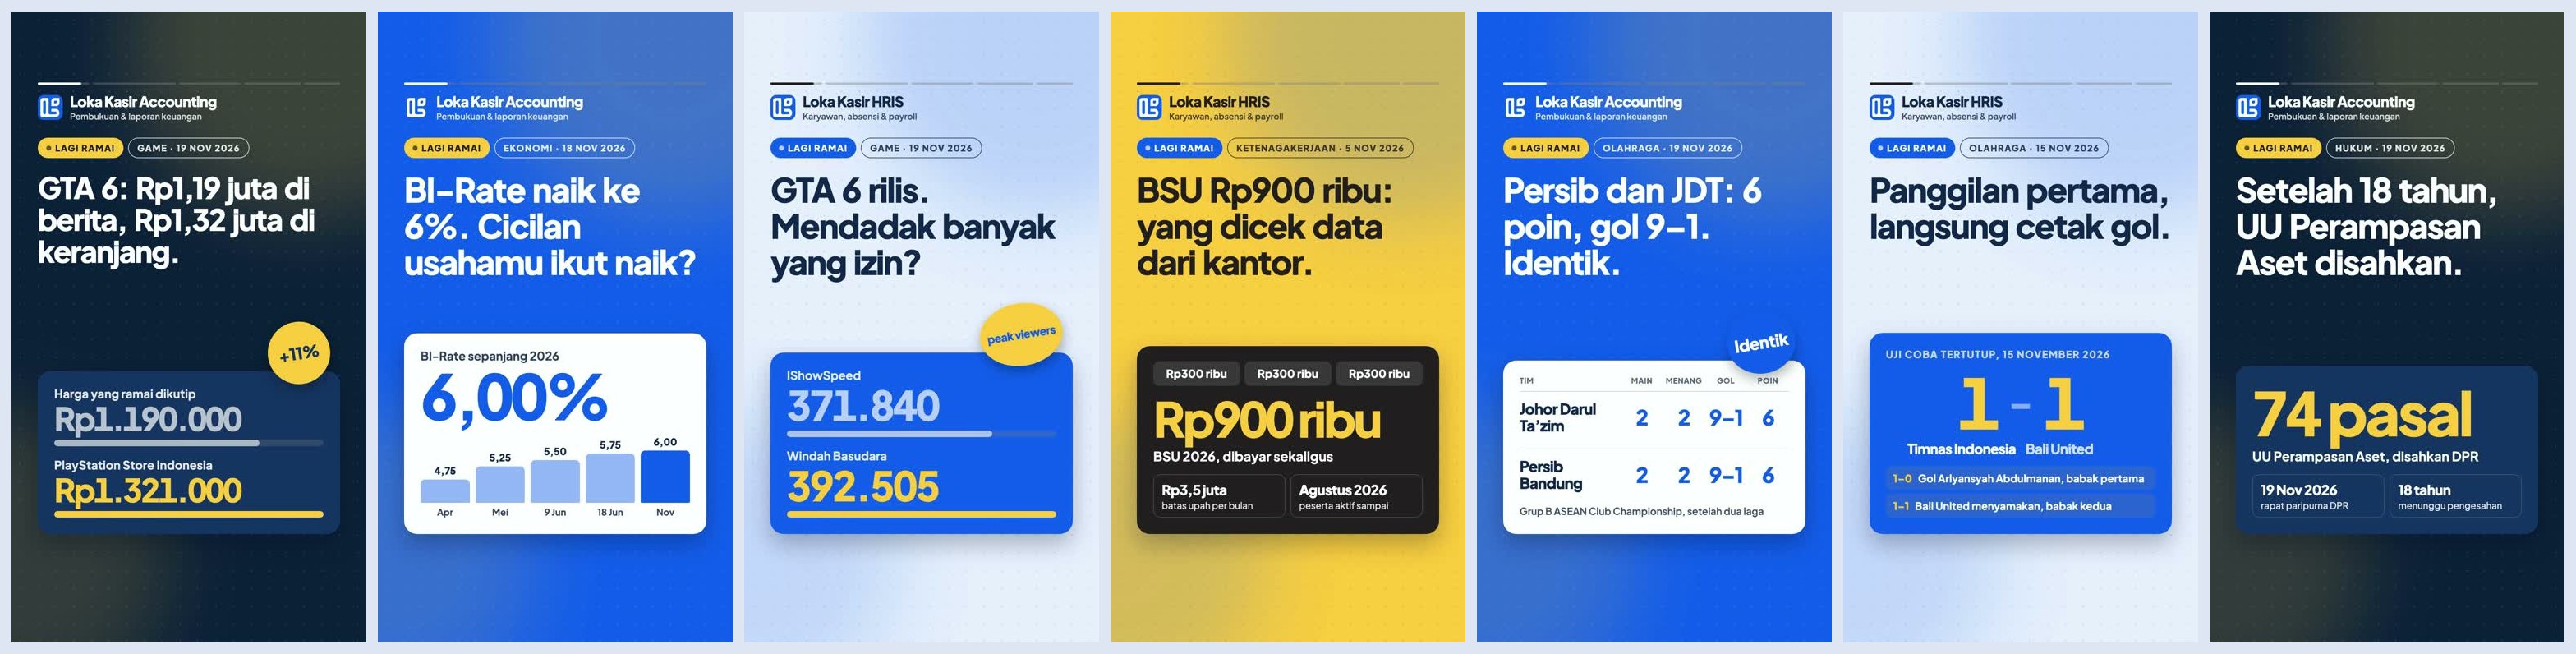 Loka Kasir Accounting
Pembukuan & laporan keuangan
LAGI RAMAI
GAME · 19 NOV 2026
GTA 6: Rp1,19 juta di
berita, Rp1,32 juta di
keranjang.
+11%
Harga yang ramai dikutip
Rp1.190.000
PlayStation Store Indonesia
Rp1.321.000
Loka Kasir Accounting
Pembukuan & laporan keuangan
LAGI RAMAI
EKONOMI · 18 NOV 2026
BI-Rate naik ke
6%. Cicilan
usahamu ikut naik?
BI-Rate sepanjang 2026
6,00%
4,75
5,25
5,50
5,75
6,00
Apr
Mei
9 Jun
18 Jun
Nov
Loka Kasir HRIS
Karyawan, absensi & payroll
LAGI RAMAI
GAME · 19 NOV 2026
GTA 6 rilis.
Mendadak banyak
yang izin?
peak viewers
IShowSpeed
371.840
Windah Basudara
392.505
Loka Kasir HRIS
Karyawan, absensi & payroll
LAGI RAMAI
KETENAGAKERJAAN · 5 NOV 2026
BSU Rp900 ribu:
yang dicek data
dari kantor.
Rp300 ribu
Rp300 ribu
Rp300 ribu
Rp900 ribu
BSU 2026, dibayar sekaligus
Rp3,5 juta
batas upah per bulan
Agustus 2026
peserta aktif sampai
Loka Kasir Accounting
Pembukuan & laporan keuangan
LAGI RAMAI
OLAHRAGA · 19 NOV 2026
Persib dan JDT: 6
poin, gol 9–1.
Identik.
Identik
TIM MAIN MENANG GOL POIN
Johor Darul
Ta'zim
2 2 9–1 6
Persib
Bandung
2 2 9–1 6
Grup B ASEAN Club Championship, setelah dua laga
Loka Kasir HRIS
Karyawan, absensi & payroll
LAGI RAMAI
OLAHRAGA · 15 NOV 2026
Panggilan pertama,
langsung cetak gol.
UJI COBA TERTUTUP, 15 NOVEMBER 2026
1 – 1
Timnas Indonesia Bali United
1–0 Gol Arlyansyah Abdulmanan, babak pertama
1–1 Bali United menyamakan, babak kedua
Loka Kasir Accounting
Pembukuan & laporan keuangan
LAGI RAMAI
HUKUM · 19 NOV 2026
Setelah 18 tahun,
UU Perampasan
Aset disahkan.
74 pasal
UU Perampasan Aset, disahkan DPR
19 Nov 2026
rapat paripurna DPR
18 tahun
menunggu pengesahan